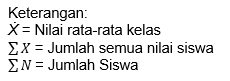 Keterangan:
Ẋ = Nilai rata-rata kelas
∑ X = Jumlah semua nilai siswa
∑ N = Jumlah Siswa